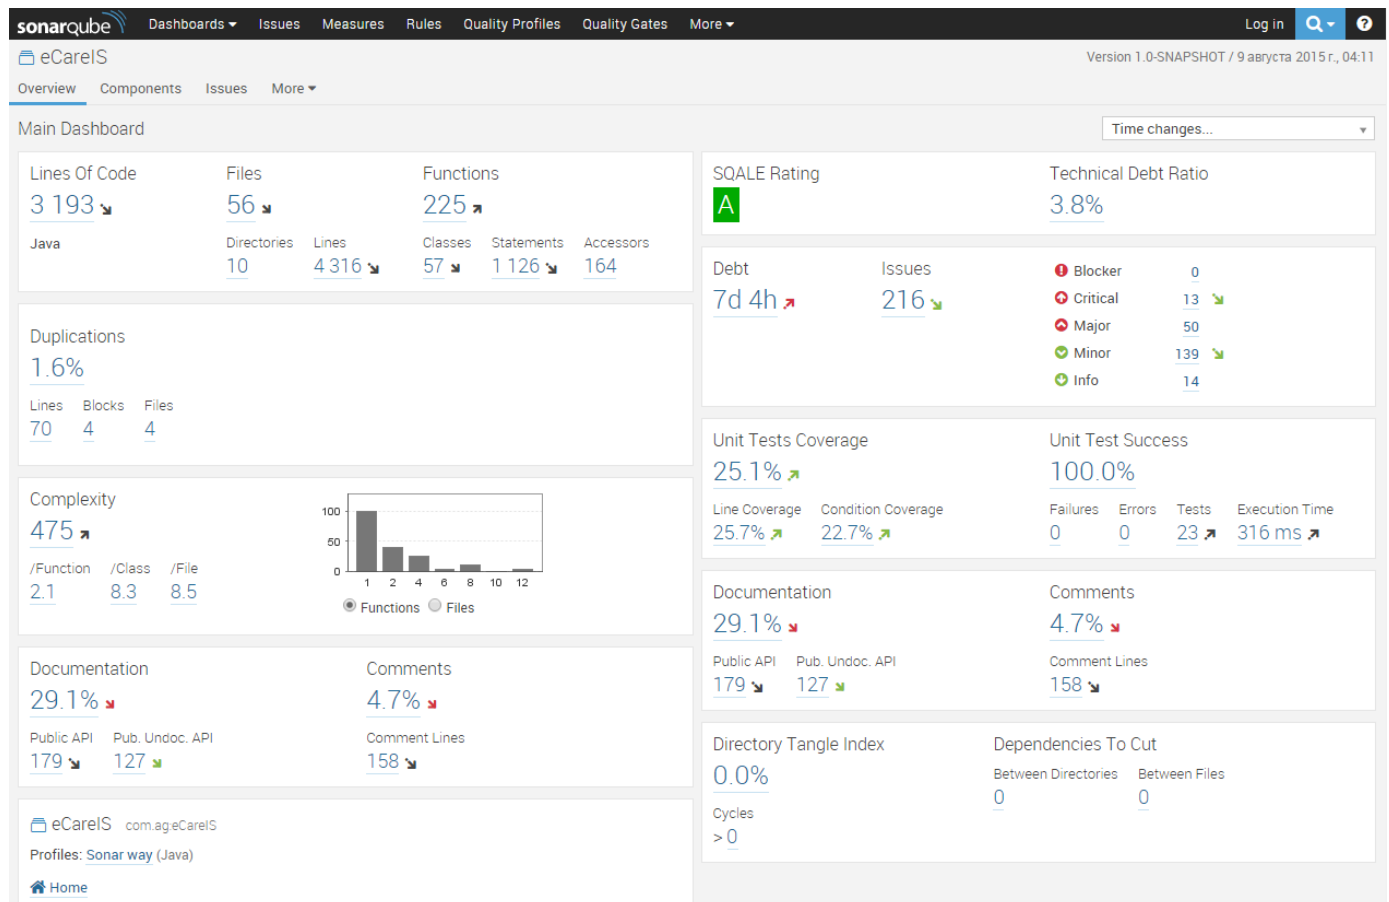 sonarqube Dashboards Issues Measures Rules Quality Profiles Quality Gates More Log in ?
eCareIS
Version 1.0-SNAPSHOT / 9 августа 2015 г., 04:11
Overview Components Issues More
Main Dashboard
Time changes...
Lines Of Code Files Functions
3 193 56 225
Java
Directories Lines Classes Statements Accessors
10 4 316 57 1 126 164
Duplications
1.6%
Lines Blocks Files
70 4 4
Complexity
475
/Function /Class /File
2.1 8.3 8.5
100
50
0
1 2 4 6 8 10 12
Functions Files
Documentation Comments
29.1% 4.7%
Public API Pub. Undoc. API Comment Lines
179 127 158
eCareIS com.ag:eCareIS
Profiles: Sonar way (Java)
Home
SQALE Rating Technical Debt Ratio
A 3.8%
Debt Issues
7d 4h 216
Blocker 0
Critical 13
Major 50
Minor 139
Info 14
Unit Tests Coverage Unit Test Success
25.1% 100.0%
Line Coverage Condition Coverage Failures Errors Tests Execution Time
25.7% 22.7% 0 0 23 316 ms
Documentation Comments
29.1% 4.7%
Public API Pub. Undoc. API Comment Lines
179 127 158
Directory Tangle Index Dependencies To Cut
0.0%
Between Directories Between Files
0 0
Cycles
> 0